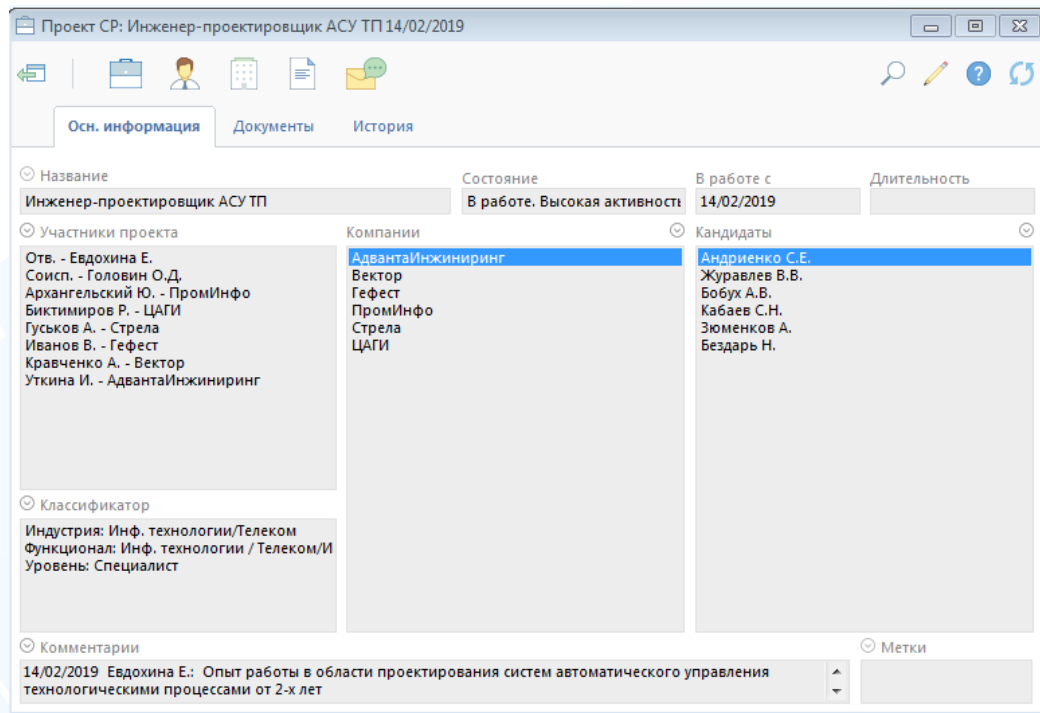 Проект СР: Инженер-проектировщик АСУ ТП 14/02/2019
Осн. информация Документы История
Название Состояние В работе с Длительность
Инженер-проектировщик АСУ ТП В работе. Высокая активность 14/02/2019
Участники проекта
Отв. - Евдохина Е.
Соисп. - Головин О.Д.
Архангельский Ю. - ПромИнфо
Биктимиров Р. - ЦАГИ
Гуськов А. - Стрела
Иванов В. - Гефест
Кравченко А. - Вектор
Уткина И. - АдвантаИнжиниринг
Компании
АдвантаИнжиниринг
Вектор
Гефест
ПромИнфо
Стрела
ЦАГИ
Кандидаты
Андриенко С.Е.
Журавлев В.В.
Бобух А.В.
Кабаев С.Н.
Зюменков А.
Бездарь Н.
Классификатор
Индустрия: Инф. технологии/Телеком
Функционал: Инф. технологии / Телеком/И
Уровень: Специалист
Комментарии
14/02/2019 Евдохина Е.: Опыт работы в области проектирования систем автоматического управления
технологическими процессами от 2-х лет
Метки